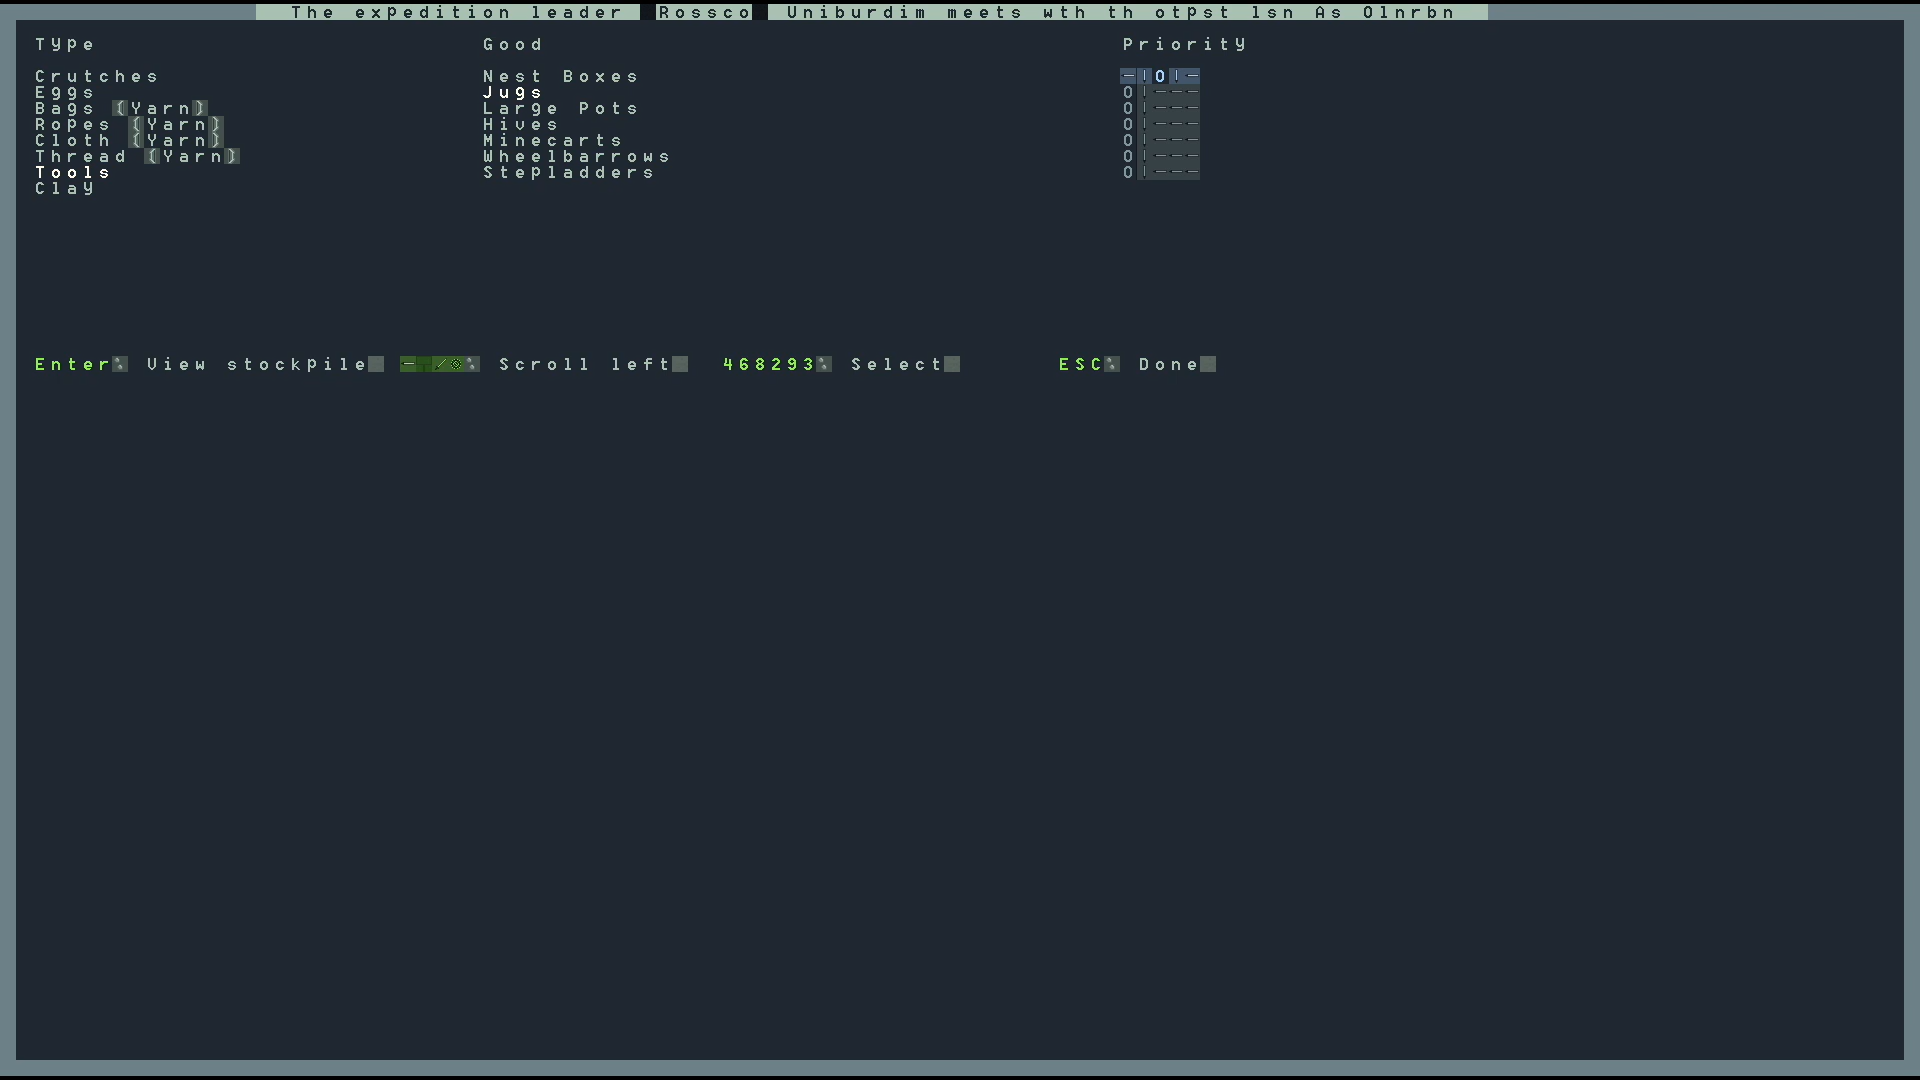 The expedition leader Rossco Uniburdim meets wth th otpst lsn As Olnrbn
Type Good Priority
Crutches Nest Boxes -|O|-
Eggs Jugs O|---
Bags {Yarn} Large Pots O|---
Ropes {Yarn} Hives O|---
Cloth {Yarn} Minecarts O|---
Thread {Yarn} Wheelbarrows O|---
Tools Stepladders O|---
Clay
Enter: View stockpile Scroll left 468293: Select ESC: Done